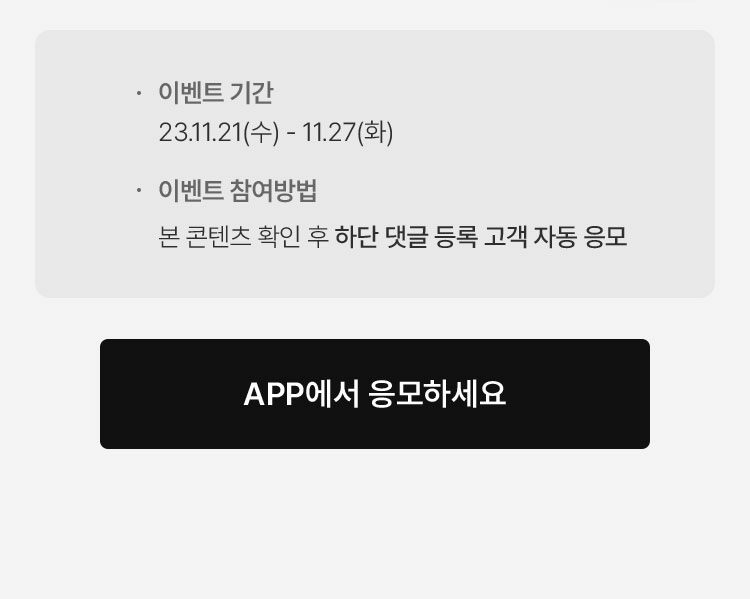 · 이벤트 기간
23.11.21(수) - 11.27(화)
· 이벤트 참여방법
본 콘텐츠 확인 후 하단 댓글 등록 고객 자동 응모
APP에서 응모하세요